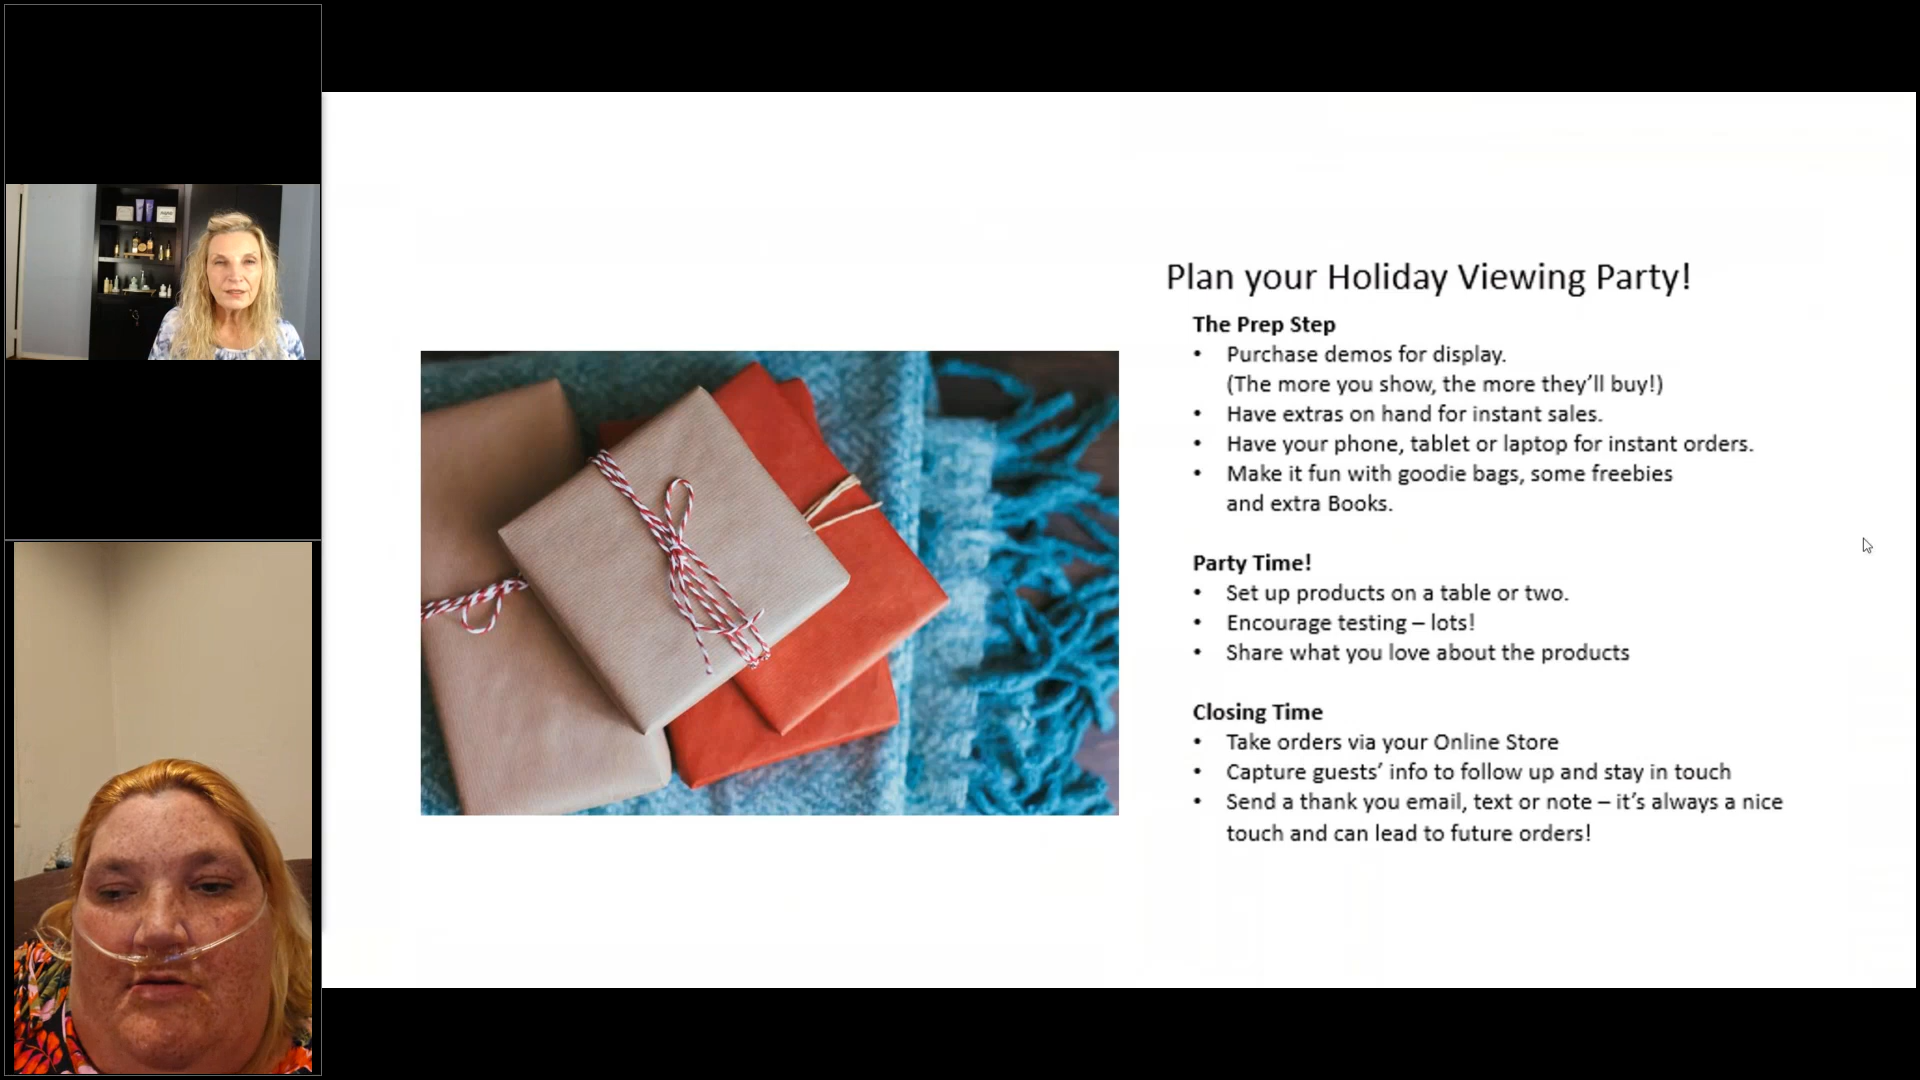 Plan your Holiday Viewing Party!
The Prep Step
• Purchase demos for display.
(The more you show, the more they’ll buy!)
• Have extras on hand for instant sales.
• Have your phone, tablet or laptop for instant orders.
• Make it fun with goodie bags, some freebies
and extra Books.
Party Time!
• Set up products on a table or two.
• Encourage testing – lots!
• Share what you love about the products
Closing Time
• Take orders via your Online Store
• Capture guests’ info to follow up and stay in touch
• Send a thank you email, text or note – it’s always a nice
touch and can lead to future orders!